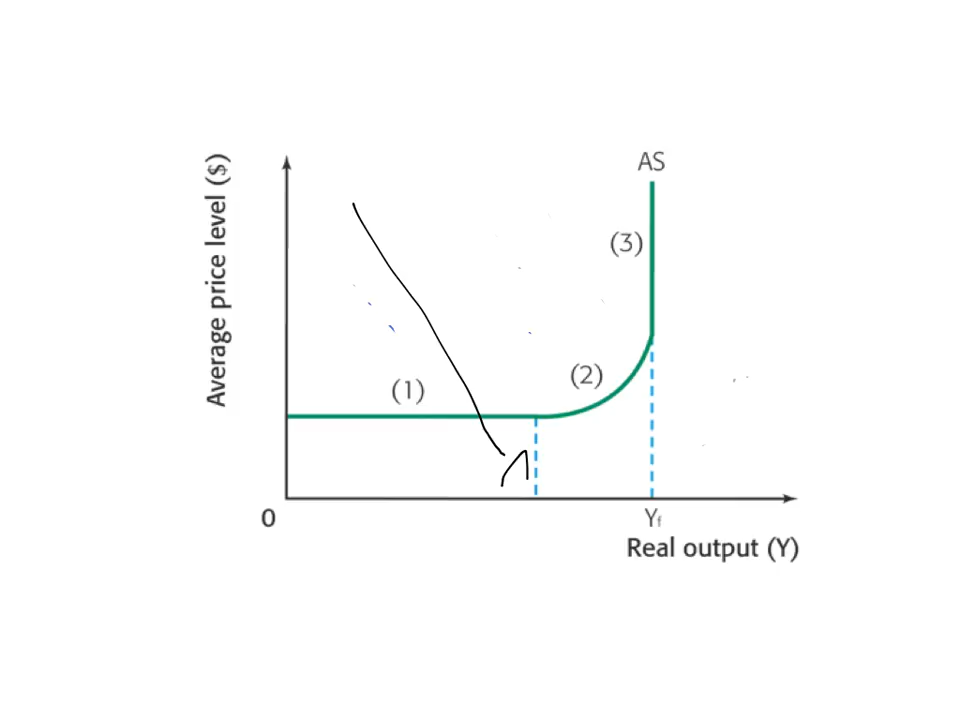 AS
Average price level ($)
(3)
(2)
(1)
0
Yf
Real output (Y)